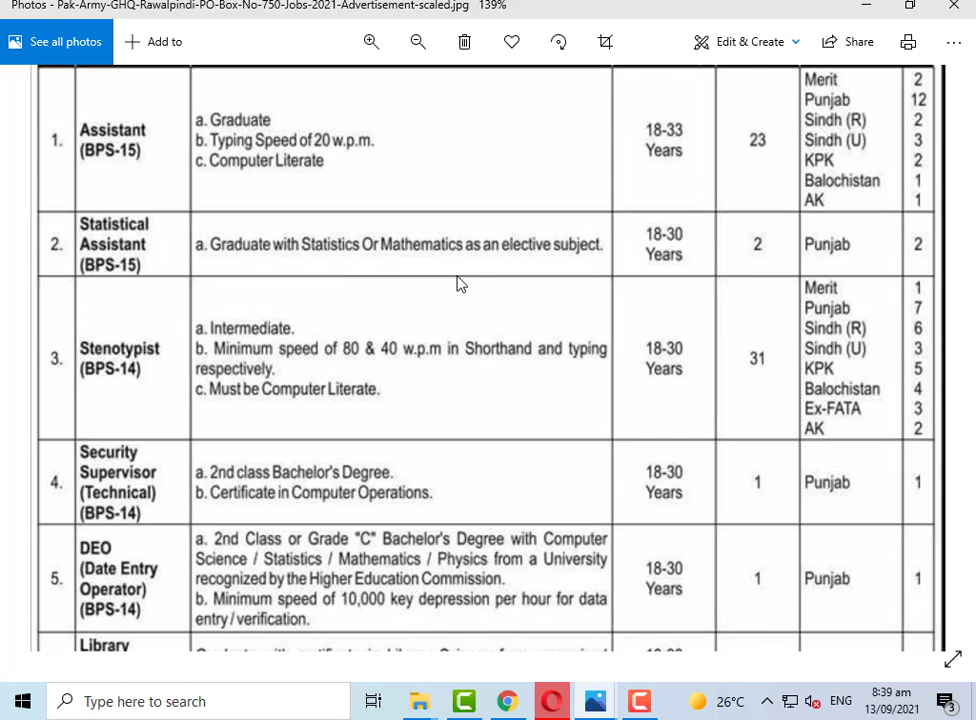 Photos - Pak-Army-GHQ-Rawalpindi-PO-Box-No-750-Jobs-2021-Advertisement-scaled.jpg 139%
See all photos
Add to
Edit & Create
Share
1.
Assistant
(BPS-15)
a. Graduate
b. Typing Speed of 20 w.p.m.
c. Computer Literate
18-33
Years
23
Merit 2
Punjab 12
Sindh (R) 2
Sindh (U) 3
KPK 2
Balochistan 1
AK 1
2.
Statistical
Assistant
(BPS-15)
a. Graduate with Statistics Or Mathematics as an elective subject.
18-30
Years
2
Punjab 2
3.
Stenotypist
(BPS-14)
a. Intermediate.
b. Minimum speed of 80 & 40 w.p.m in Shorthand and typing
respectively.
c. Must be Computer Literate.
18-30
Years
31
Merit 1
Punjab 7
Sindh (R) 6
Sindh (U) 3
KPK 5
Balochistan 4
Ex-FATA 3
AK 2
4.
Security
Supervisor
(Technical)
(BPS-14)
a. 2nd class Bachelor's Degree.
b. Certificate in Computer Operations.
18-30
Years
1
Punjab 1
5.
DEO
(Date Entry
Operator)
(BPS-14)
a. 2nd Class or Grade "C" Bachelor's Degree with Computer
Science / Statistics / Mathematics / Physics from a University
recognized by the Higher Education Commission.
b. Minimum speed of 10,000 key depression per hour for data
entry / verification.
18-30
Years
1
Punjab 1
Library
Type here to search
26°C
ENG
8:39 am
13/09/2021
3